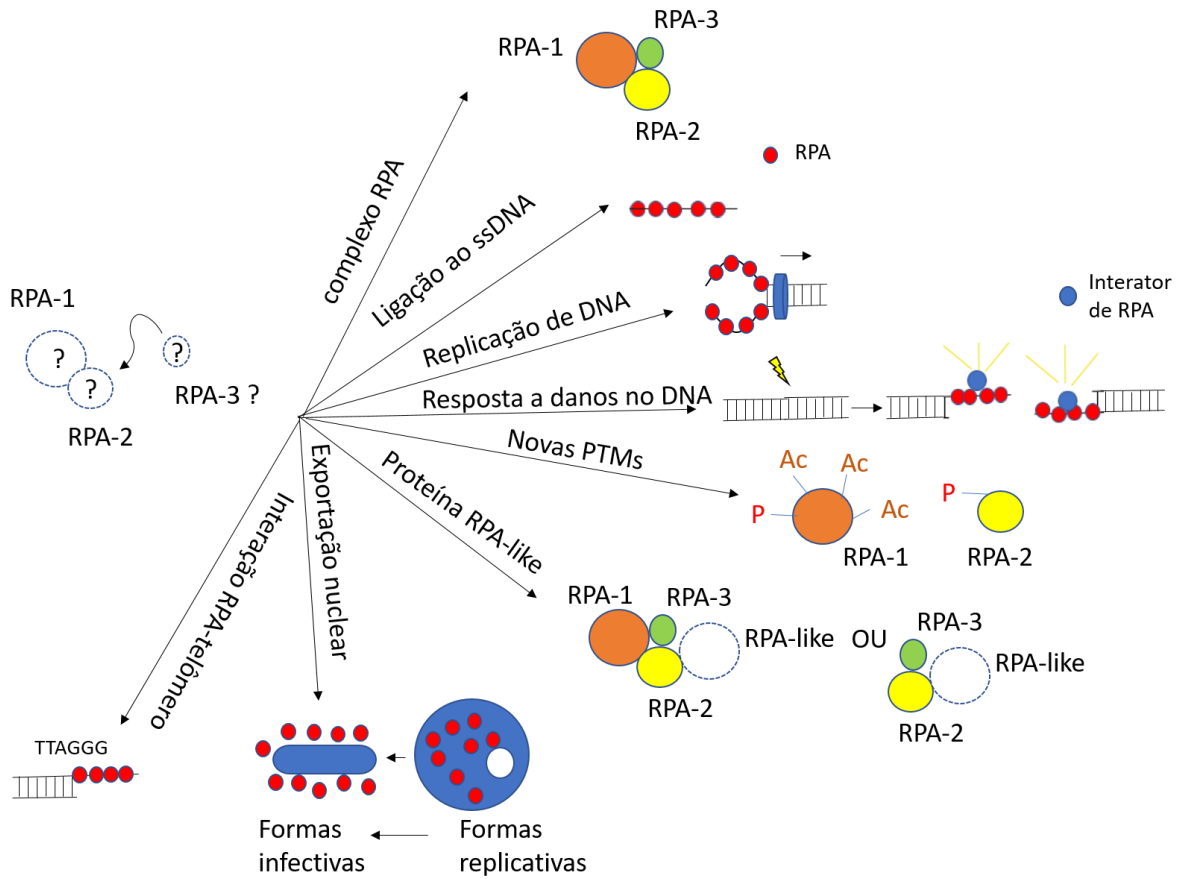 RPA-3
RPA-1
RPA-2
RPA
complexo RPA
Ligação ao ssDNA
Replicação de DNA
Interator
de RPA
RPA-1
?
?
?
RPA-3 ?
RPA-2
Resposta a danos no DNA
Novas PTMs
Ac
Ac
P
Ac
RPA-1
P
RPA-2
Proteína RPA-like
RPA-1
RPA-3
RPA-like
OU
RPA-3
RPA-like
RPA-2
RPA-2
Exportação nuclear
Interação RPA-telômero
TTAGGG
Formas
infectivas
Formas
replicativas